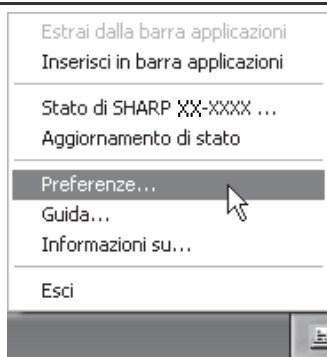 Estrai dalla barra applicazioni
Inserisci in barra applicazioni
Stato di SHARP XX-XXXX ...
Aggiornamento di stato
Preferenze...
Guida...
Informazioni su...
Esci